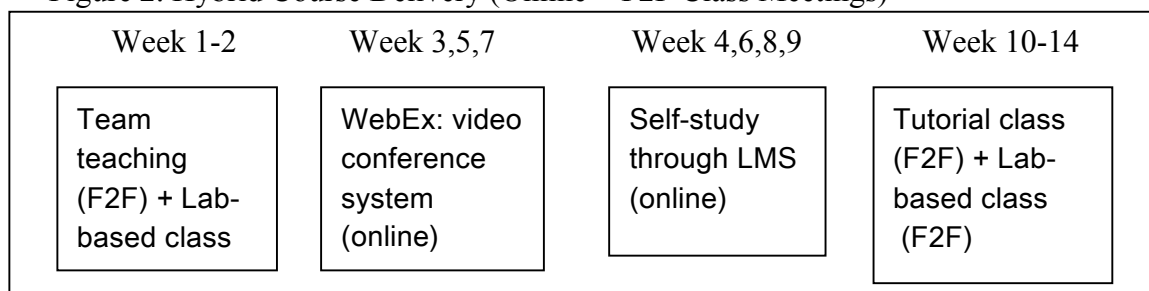 Figure 2. Hybrid Course Delivery (Online + F2F Class Meetings)
Week 1-2
Team
teaching
(F2F) + Lab-
based class
Week 3,5,7
WebEx: video
conference
system
(online)
Week 4,6,8,9
Self-study
through LMS
(online)
Week 10-14
Tutorial class
(F2F) + Lab-
based class
(F2F)